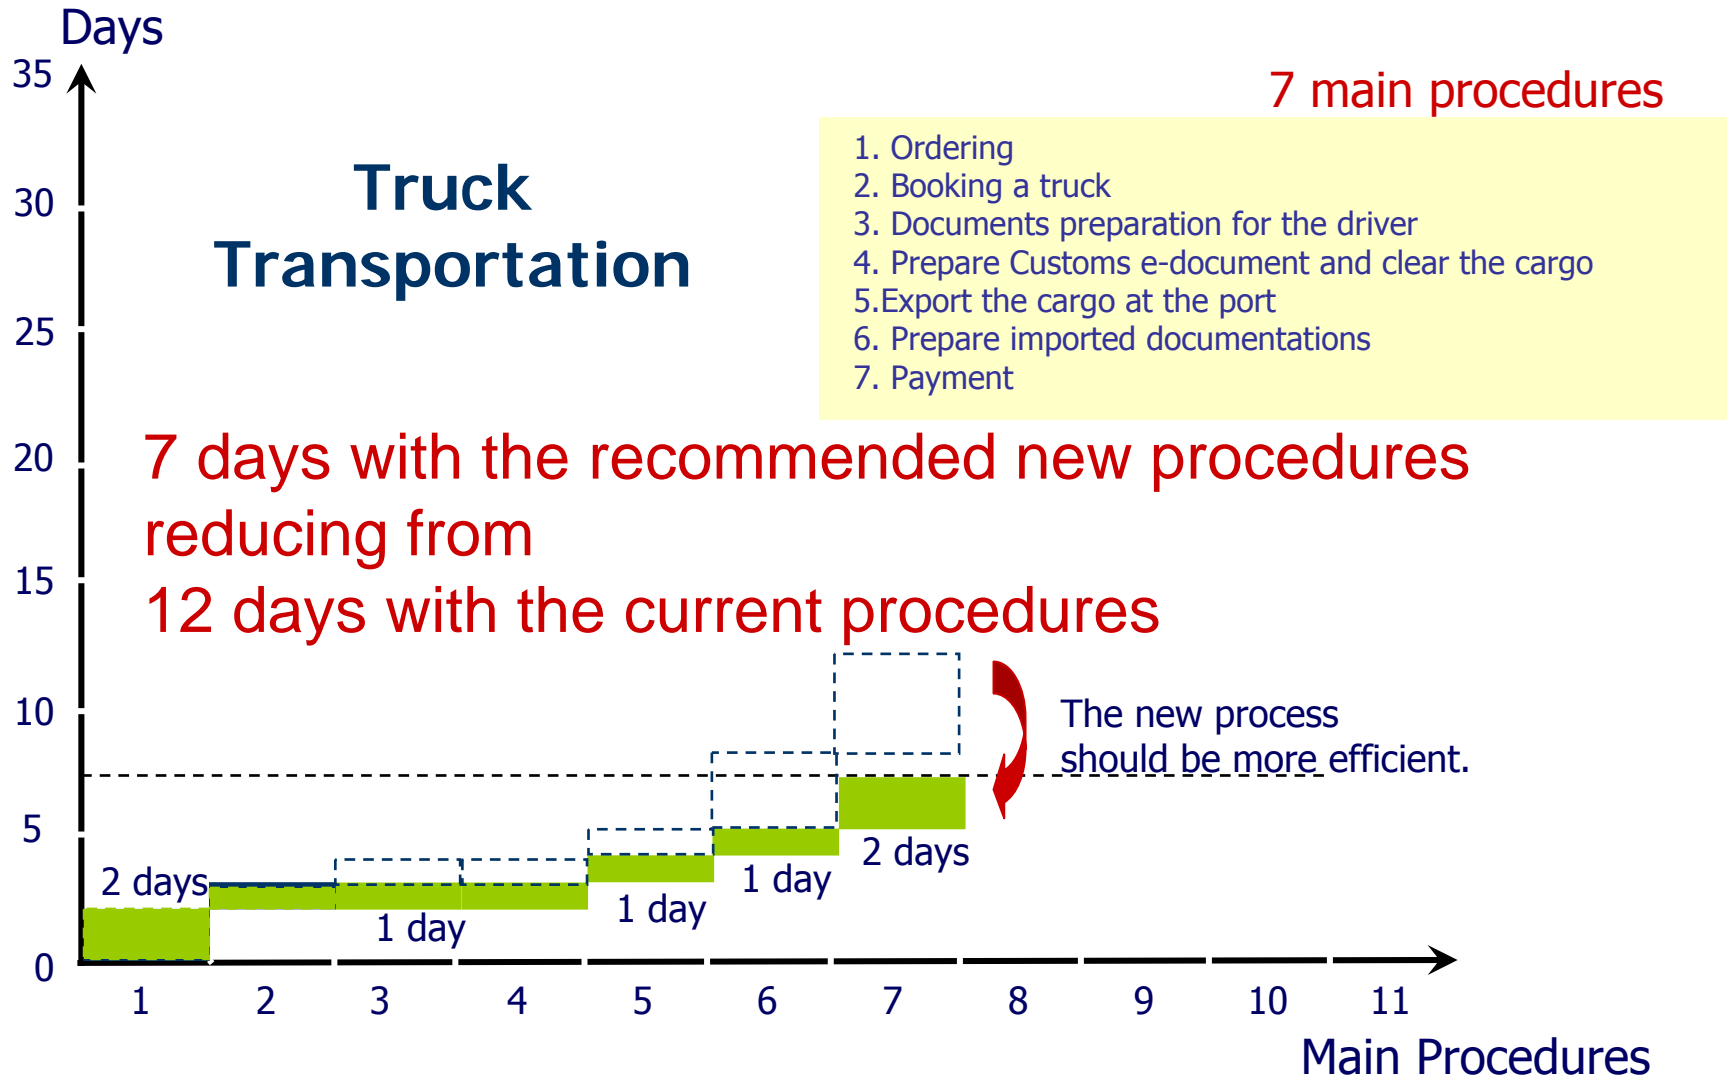 Days
35
7 main procedures
1. Ordering
2. Booking a truck
3. Documents preparation for the driver
4. Prepare Customs e-document and clear the cargo
5.Export the cargo at the port
6. Prepare imported documentations
7. Payment
Truck
Transportation
30
25
20
7 days with the recommended new procedures
reducing from
15
12 days with the current procedures
10
The new process
should be more efficient.
5
2 days
1 day
1 day
1 day
2 days
0
1 2 3 4 5 6 7 8 9 10 11
Main Procedures